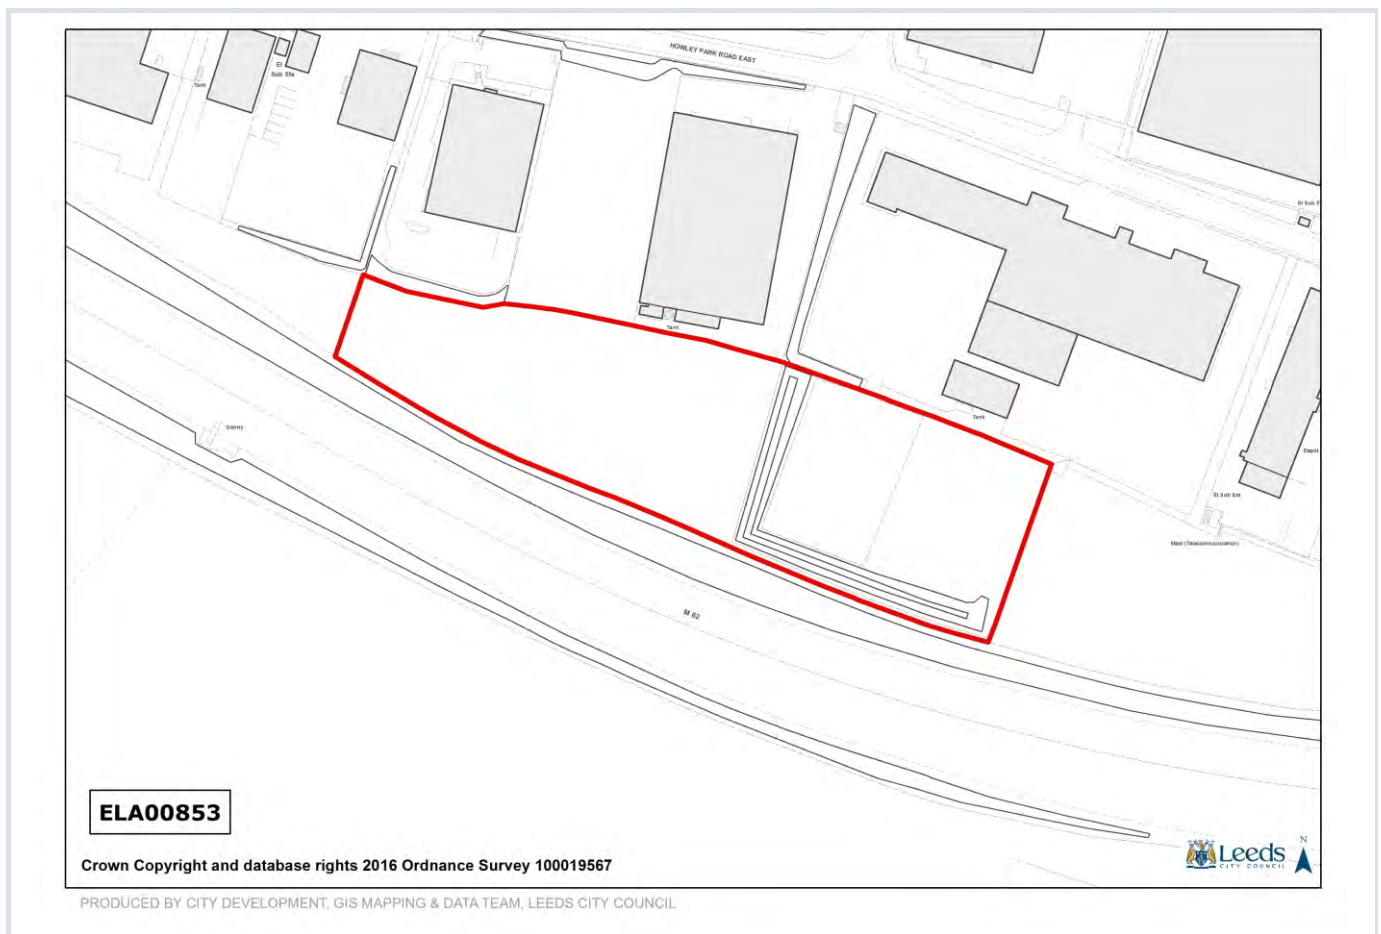 HOWLEY PARK ROAD EAST
El
Sub Sta
Tank
El Sub S
Tank
Tank
Gantry
Depot
El Sub Sta
Mast (Telecommunication)
M 62
ELA00853
Crown Copyright and database rights 2016 Ordnance Survey 100019567
Leeds
CITY COUNCIL
N
PRODUCED BY CITY DEVELOPMENT, GIS MAPPING & DATA TEAM, LEEDS CITY COUNCIL